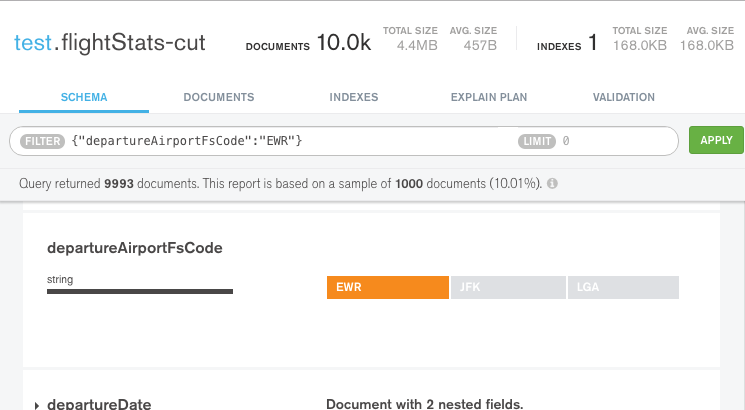 TOTAL SIZE AVG. SIZE TOTAL SIZE AVG. SIZE
test.flightStats-cut DOCUMENTS 10.0k 4.4MB 457B INDEXES 1 168.0KB 168.0KB
SCHEMA DOCUMENTS INDEXES EXPLAIN PLAN VALIDATION
FILTER {"departureAirportFsCode":"EWR"} LIMIT 0 APPLY
Query returned 9993 documents. This report is based on a sample of 1000 documents (10.01%). i
departureAirportFsCode
string
EWR JFK LGA
departureDate Document with 2 nested fields.